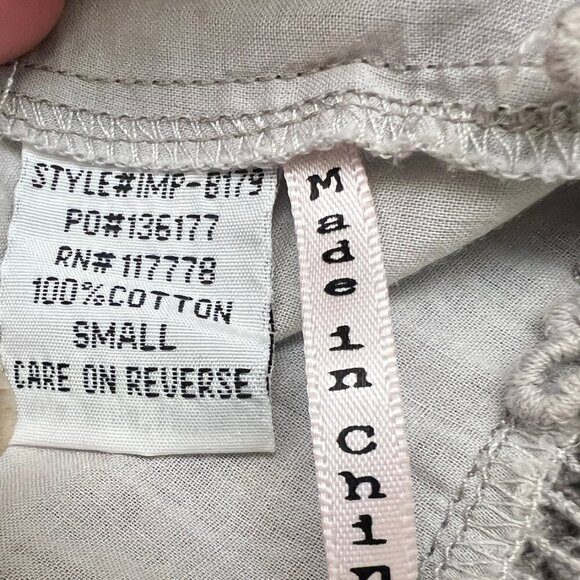 STYLE#IMP-B179
PO#136177
RN#117778
100%COTTON
SMALL
CARE ON REVERSE
Made in Chin